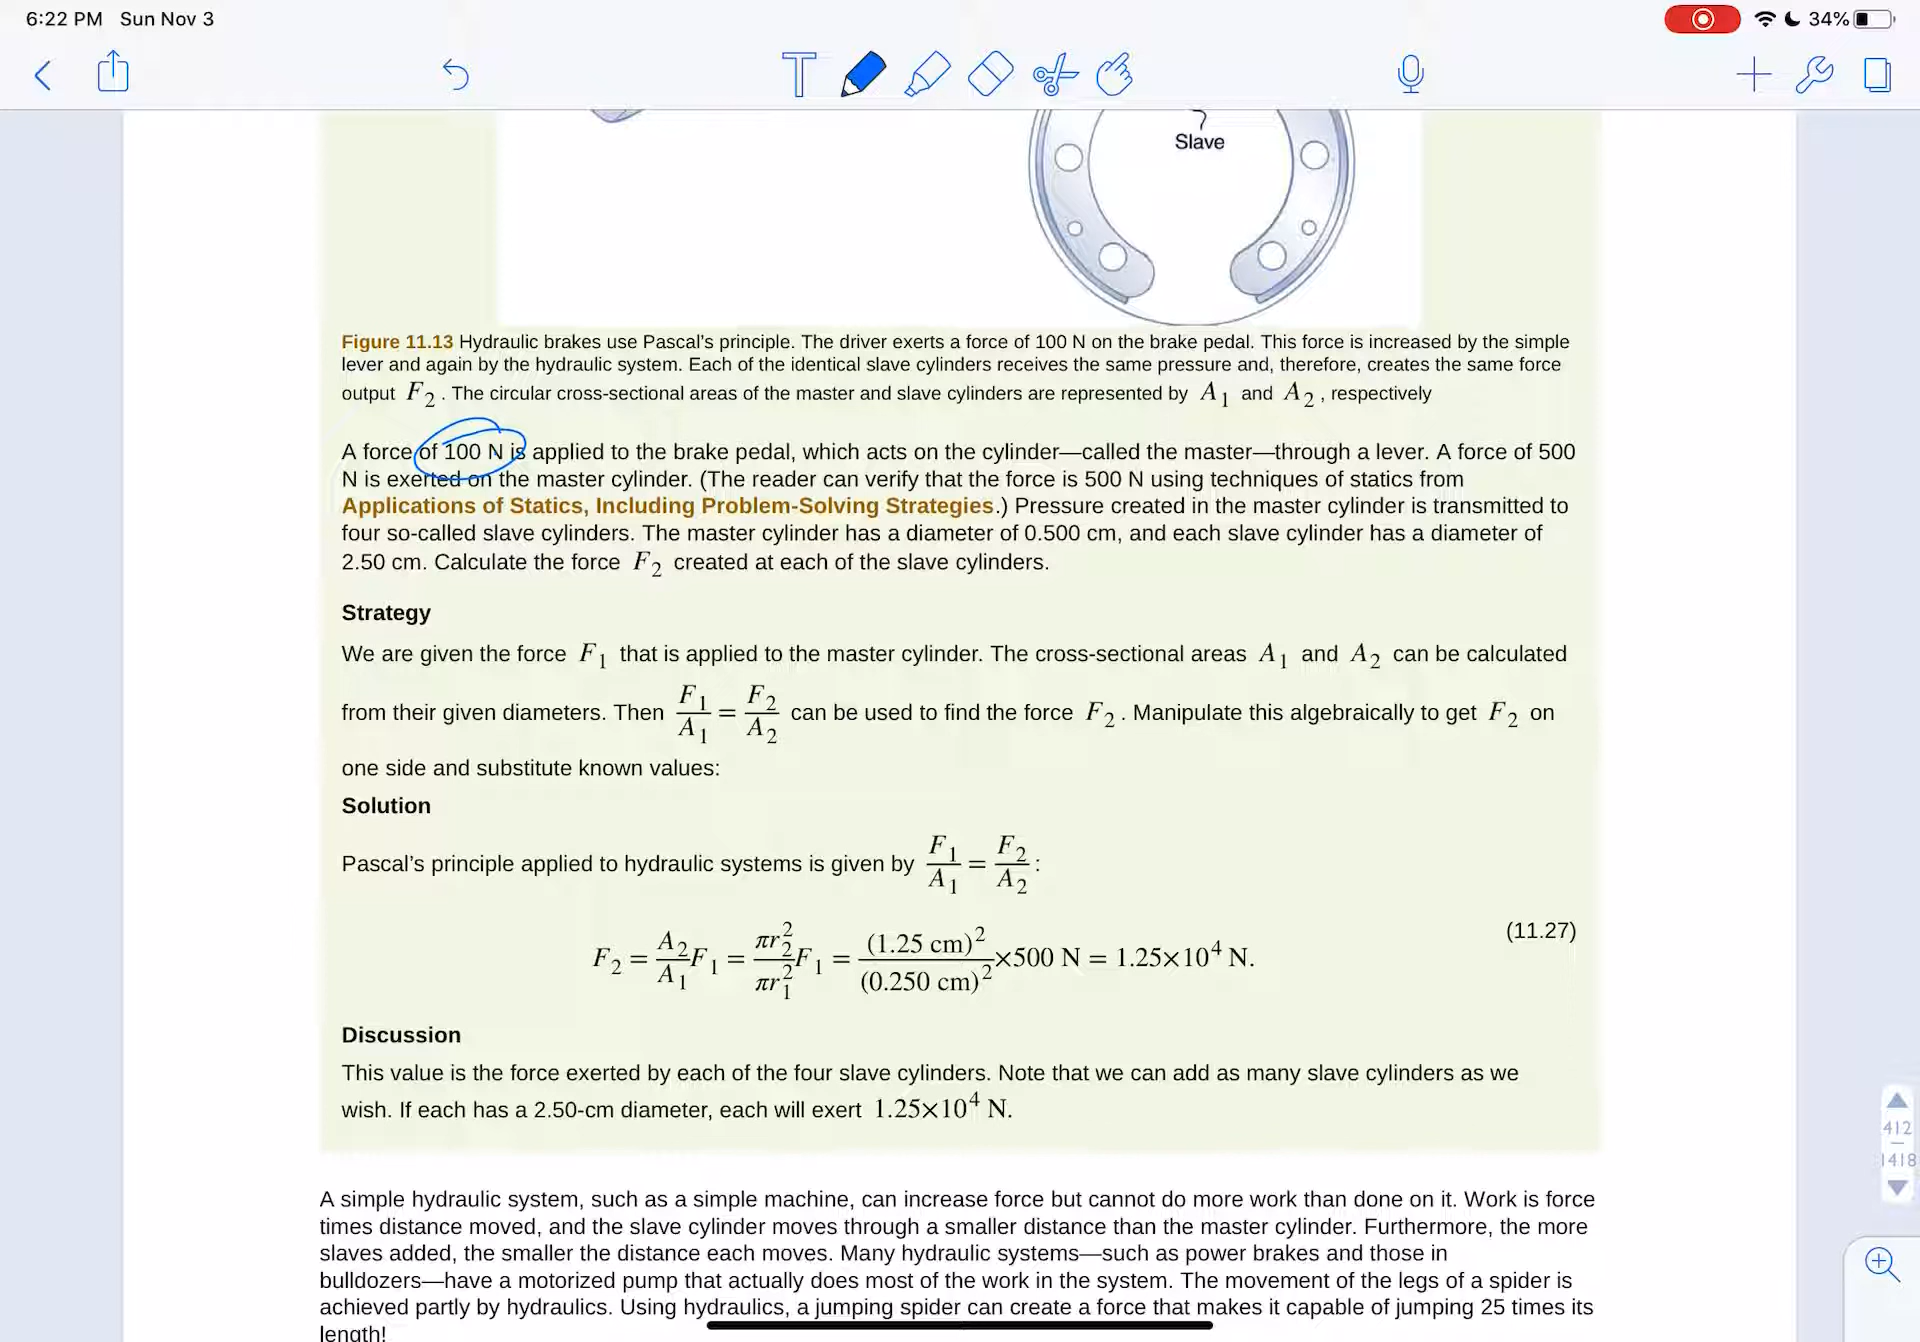 6:22 PM Sun Nov 3
34%
Slave
Figure 11.13 Hydraulic brakes use Pascal's principle. The driver exerts a force of 100 N on the brake pedal. This force is increased by the simple
lever and again by the hydraulic system. Each of the identical slave cylinders receives the same pressure and, therefore, creates the same force
output F₂ . The circular cross-sectional areas of the master and slave cylinders are represented by A₁ and A₂ , respectively
A force of 100 N is applied to the brake pedal, which acts on the cylinder—called the master—through a lever. A force of 500
N is exerted on the master cylinder. (The reader can verify that the force is 500 N using techniques of statics from
Applications of Statics, Including Problem-Solving Strategies.) Pressure created in the master cylinder is transmitted to
four so-called slave cylinders. The master cylinder has a diameter of 0.500 cm, and each slave cylinder has a diameter of
2.50 cm. Calculate the force F₂ created at each of the slave cylinders.
Strategy
We are given the force F₁ that is applied to the master cylinder. The cross-sectional areas A₁ and A₂ can be calculated
from their given diameters. Then F₁/A₁ = F₂/A₂ can be used to find the force F₂ . Manipulate this algebraically to get F₂ on
one side and substitute known values:
Solution
Pascal's principle applied to hydraulic systems is given by F₁/A₁ = F₂/A₂ :
F₂ = A₂/A₁ F₁ = πr₂²/πr₁² F₁ = (1.25 cm)²/(0.250 cm)² ×500 N = 1.25×10⁴ N. (11.27)
Discussion
This value is the force exerted by each of the four slave cylinders. Note that we can add as many slave cylinders as we
wish. If each has a 2.50-cm diameter, each will exert 1.25×10⁴ N.
412
1418
A simple hydraulic system, such as a simple machine, can increase force but cannot do more work than done on it. Work is force
times distance moved, and the slave cylinder moves through a smaller distance than the master cylinder. Furthermore, the more
slaves added, the smaller the distance each moves. Many hydraulic systems—such as power brakes and those in
bulldozers—have a motorized pump that actually does most of the work in the system. The movement of the legs of a spider is
achieved partly by hydraulics. Using hydraulics, a jumping spider can create a force that makes it capable of jumping 25 times its
length!